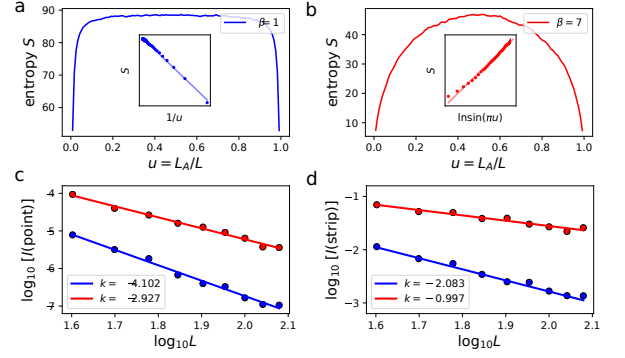 a
entropy S
90
80
70
60
β = 1
S
1/u
0.0 0.2 0.4 0.6 0.8 1.0
u = L_A/L
b
entropy S
40
30
20
10
β = 7
S
lnsin(πu)
0.0 0.2 0.4 0.6 0.8 1.0
u = L_A/L
c
log₁₀ [I(point)]
-4
-5
-6
-7
k = −4.102
k = −2.927
1.6 1.7 1.8 1.9 2.0 2.1
log₁₀L
d
log₁₀ [I(strip)]
−1
−2
−3
k = −2.083
k = −0.997
1.6 1.7 1.8 1.9 2.0 2.1
log₁₀L